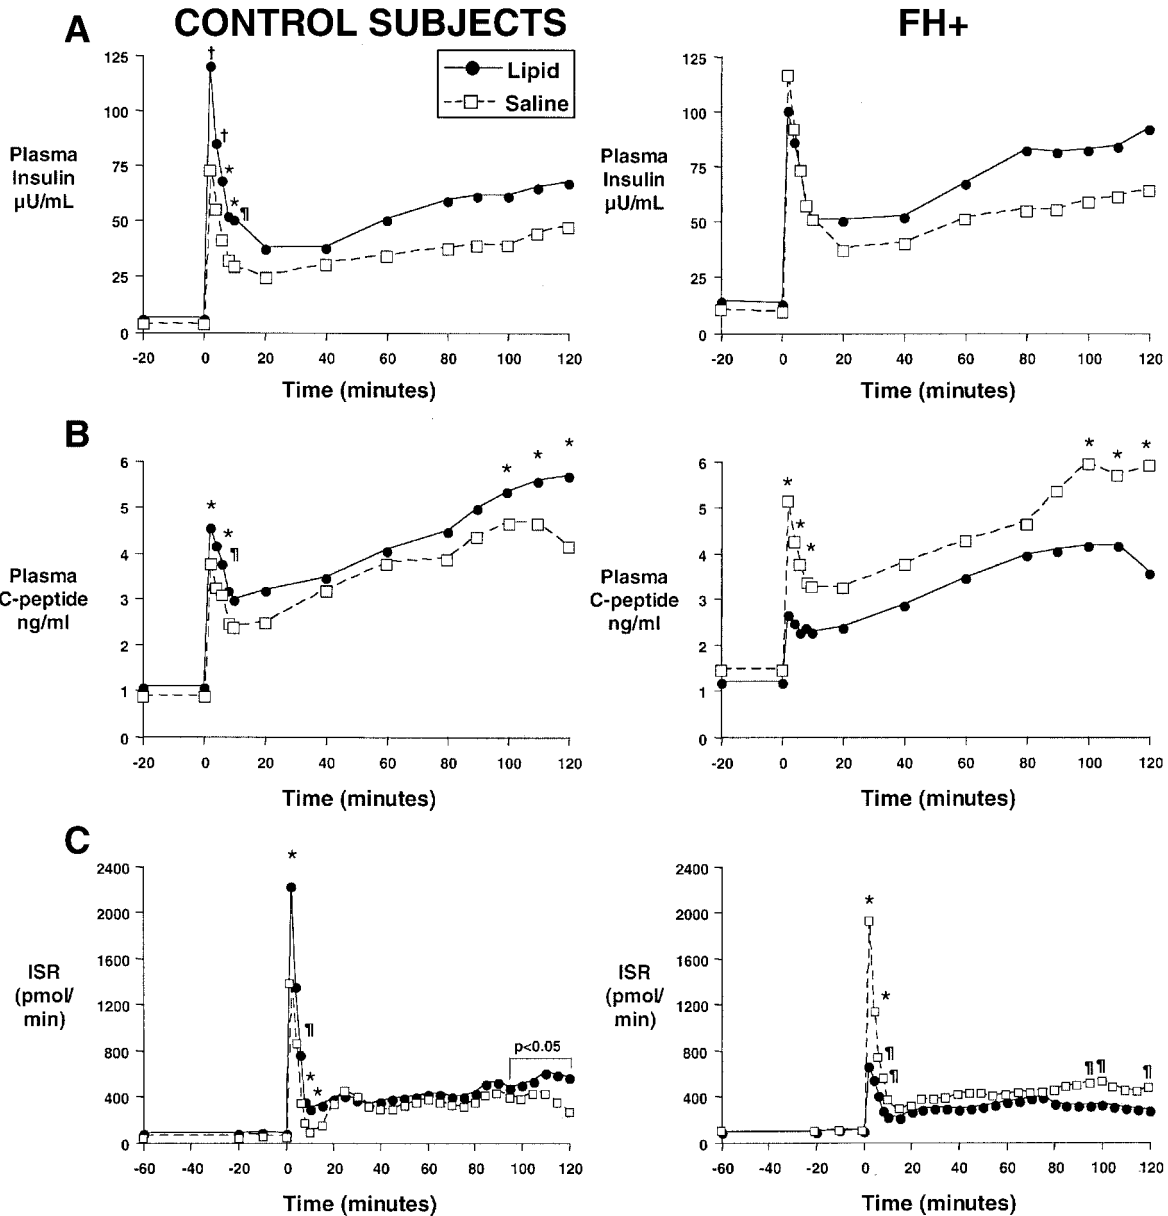 A
CONTROL SUBJECTS
FH+
Lipid
Saline
Plasma
Insulin
µU/mL
125
100
75
50
25
0
†
†
*
*
¶
-20 0 20 40 60 80 100 120
Time (minutes)
Plasma
Insulin
µU/mL
125
100
75
50
25
0
-20 0 20 40 60 80 100 120
Time (minutes)
B
Plasma
C-peptide
ng/ml
6
5
4
3
2
1
0
*
*
¶
* * *
-20 0 20 40 60 80 100 120
Time (minutes)
Plasma
C-peptide
ng/ml
6
5
4
3
2
1
0
*
*
*
* * *
-20 0 20 40 60 80 100 120
Time (minutes)
C
ISR
(pmol/
min)
2400
2000
1600
1200
800
400
0
*
¶
*
*
p<0.05
-60 -40 -20 0 20 40 60 80 100 120
Time (minutes)
ISR
(pmol/
min)
2400
2000
1600
1200
800
400
0
*
*
¶
¶
¶ ¶ ¶
-60 -40 -20 0 20 40 60 80 100 120
Time (minutes)